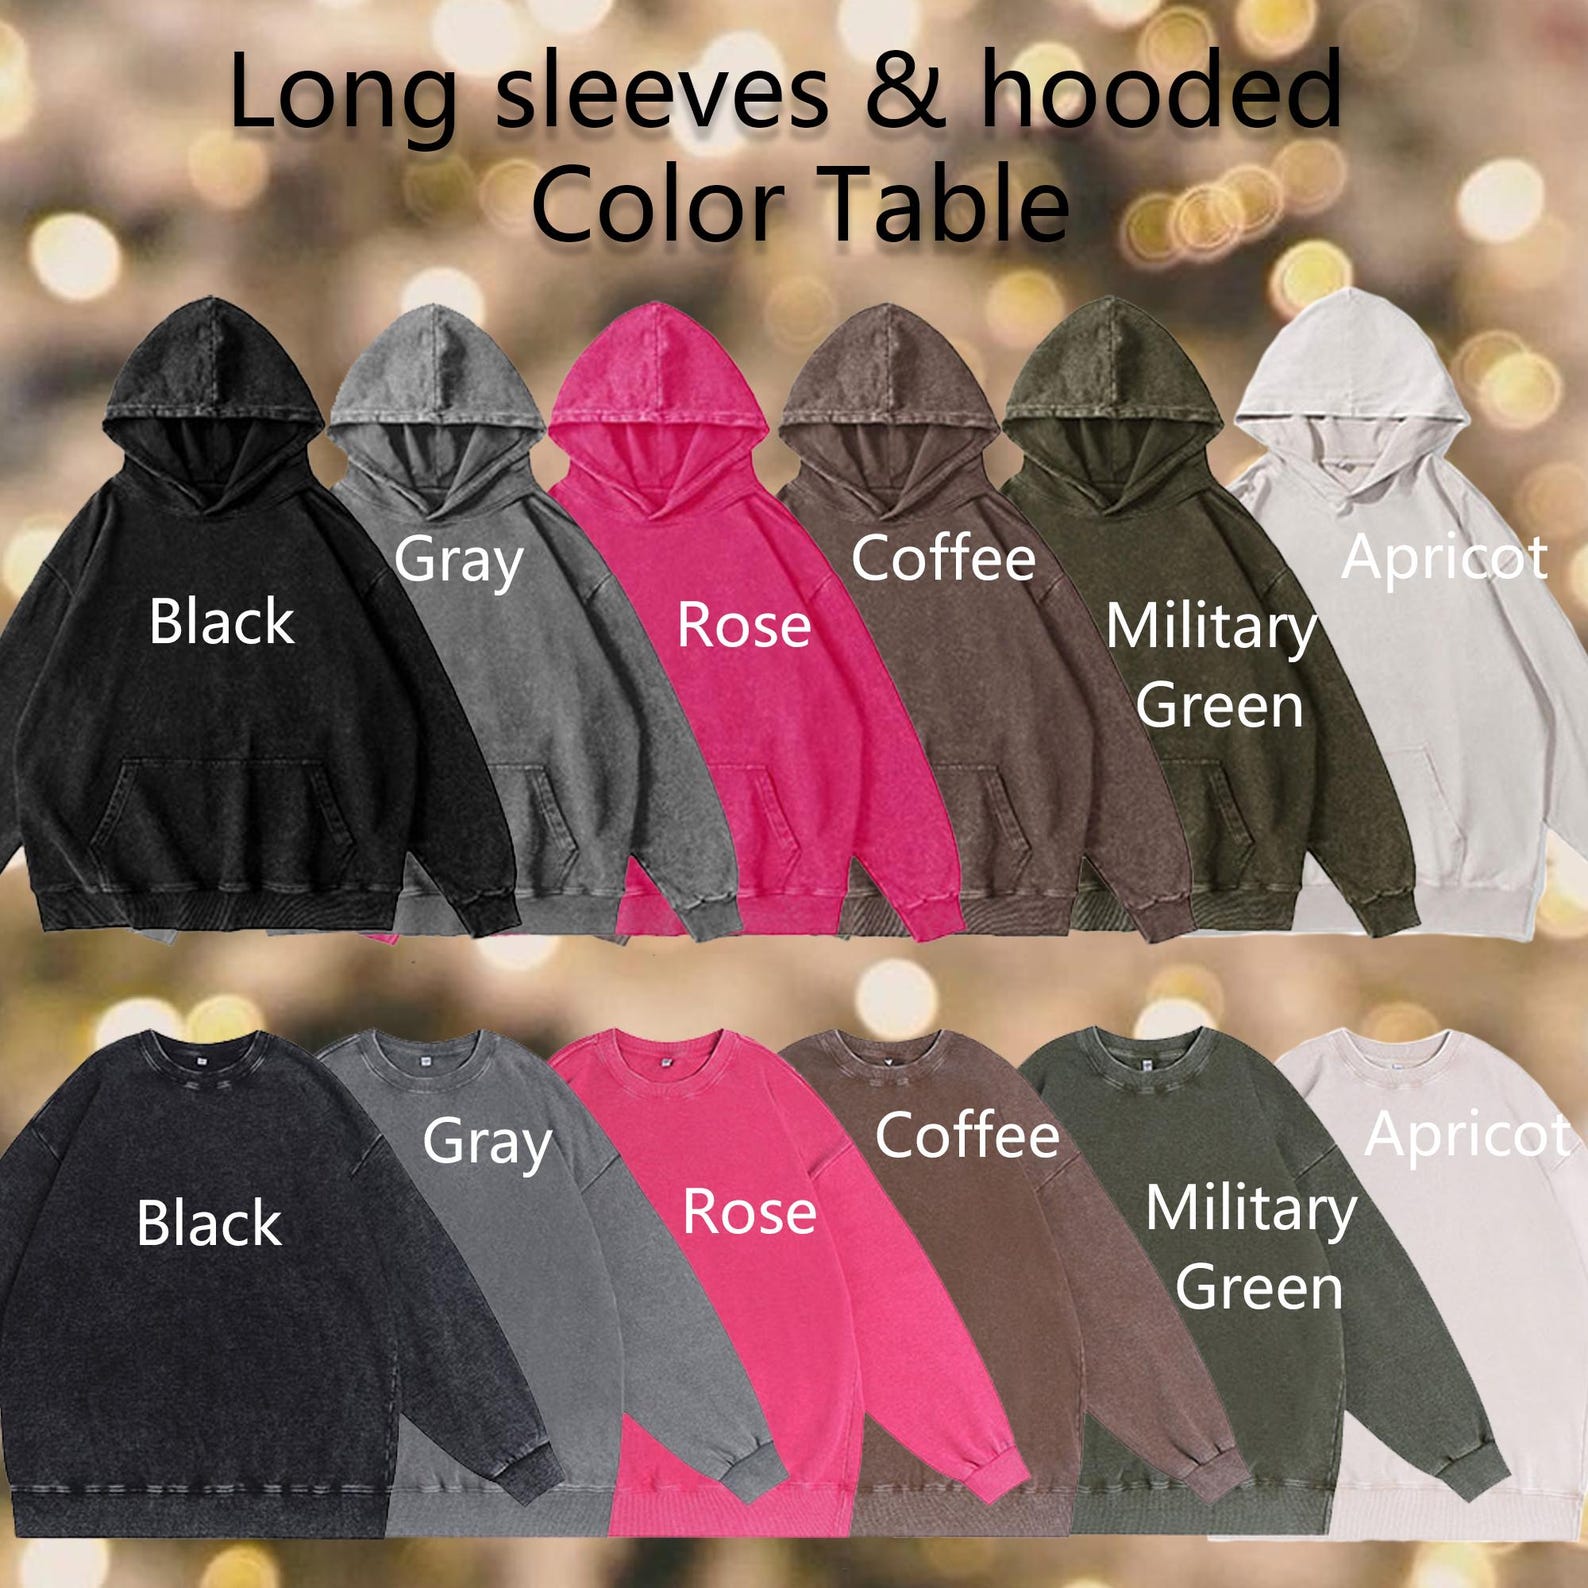 Long sleeves & hooded
Color Table
Black
Gray
Rose
Coffee
Military
Green
Apricot
Black
Gray
Rose
Coffee
Military
Green
Apricot